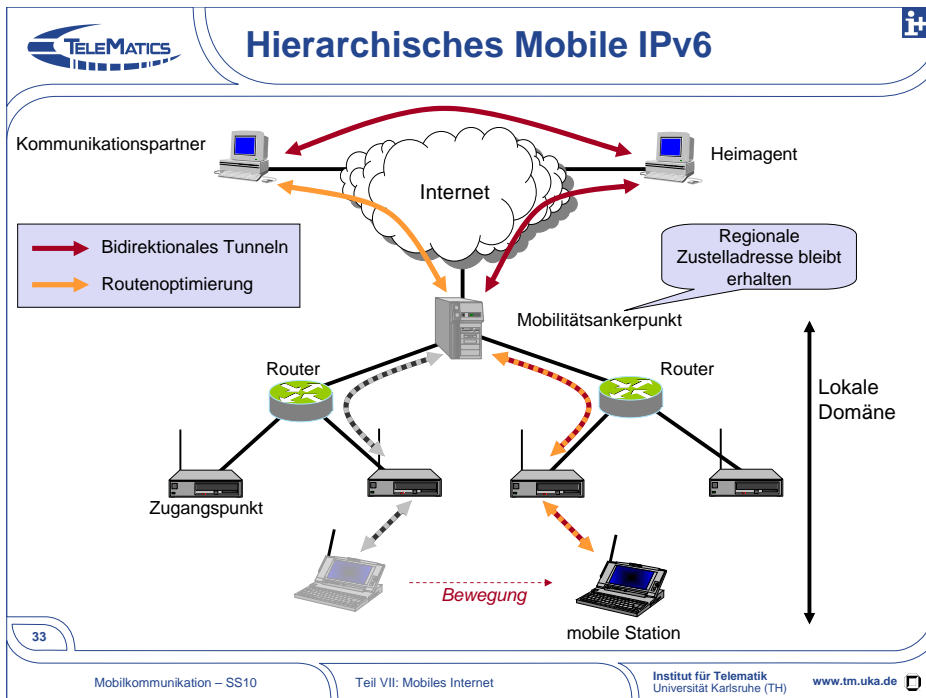 TELEMATICS
Hierarchisches Mobile IPv6
i+
Kommunikationspartner
Heimagent
Internet
Bidirektionales Tunneln
Routenoptimierung
Regionale
Zustelladresse bleibt
erhalten
Mobilitätsankerpunkt
Router
Router
Lokale
Domäne
Zugangspunkt
Bewegung
mobile Station
33
Mobilkommunikation – SS10
Teil VII: Mobiles Internet
Institut für Telematik
Universität Karlsruhe (TH)
www.tm.uka.de